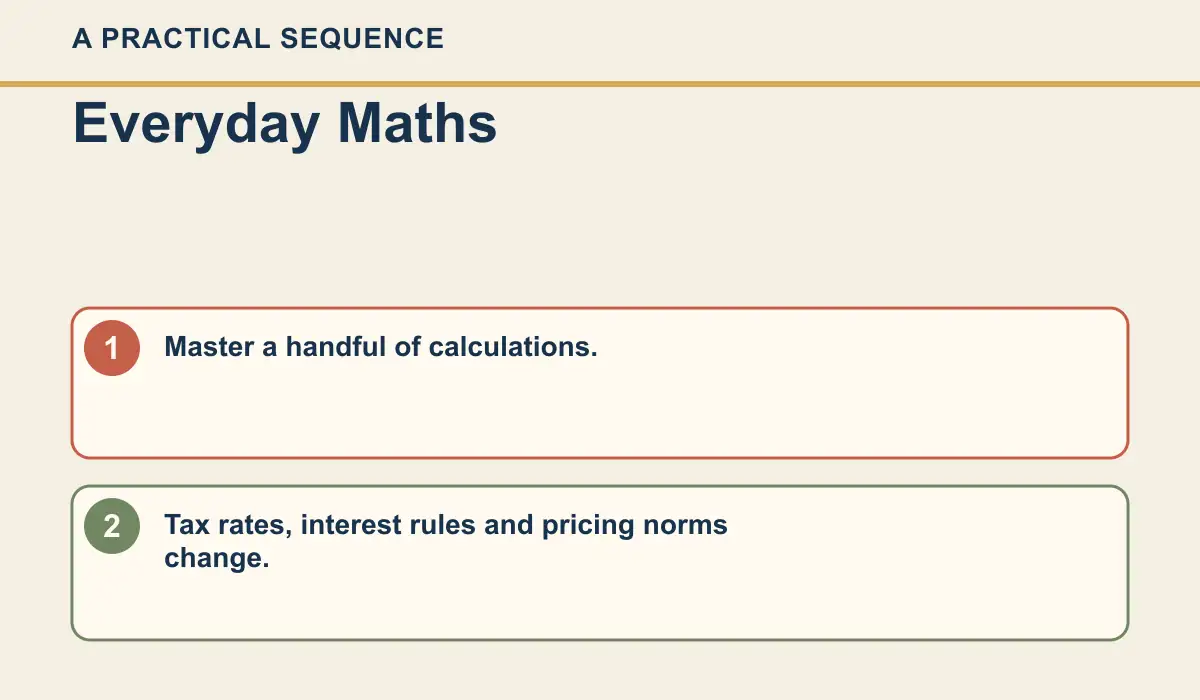 A PRACTICAL SEQUENCE
Everyday Maths
1
Master a handful of calculations.
2
Tax rates, interest rules and pricing norms
change.